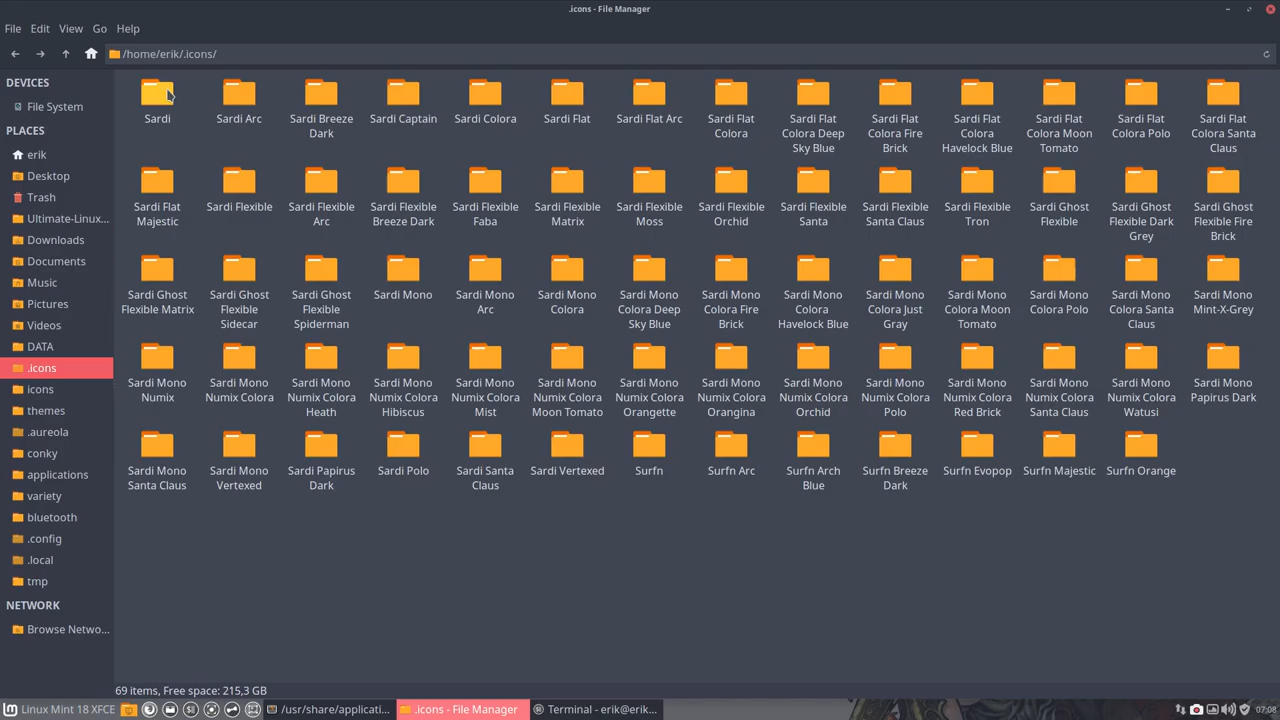 .icons - File Manager
File Edit View Go Help
/home/erik/.icons/
DEVICES
File System
PLACES
erik
Desktop
Trash
Ultimate-Linux...
Downloads
Documents
Music
Pictures
Videos
DATA
.icons
icons
themes
.aureola
conky
applications
variety
bluetooth
.config
.local
tmp
NETWORK
Browse Netwo...
Sardi
Sardi Arc
Sardi Breeze
Dark
Sardi Captain
Sardi Colora
Sardi Flat
Sardi Flat Arc
Sardi Flat
Colora
Sardi Flat
Colora Deep
Sky Blue
Sardi Flat
Colora Fire
Brick
Sardi Flat
Colora
Havelock Blue
Sardi Flat
Colora Moon
Tomato
Sardi Flat
Colora Polo
Sardi Flat
Colora Santa
Claus
Sardi Flat
Majestic
Sardi Flexible
Sardi Flexible
Arc
Sardi Flexible
Breeze Dark
Sardi Flexible
Faba
Sardi Flexible
Matrix
Sardi Flexible
Moss
Sardi Flexible
Orchid
Sardi Flexible
Santa
Sardi Flexible
Santa Claus
Sardi Flexible
Tron
Sardi Ghost
Flexible
Sardi Ghost
Flexible Dark
Grey
Sardi Ghost
Flexible Fire
Brick
Sardi Ghost
Flexible Matrix
Sardi Ghost
Flexible
Sidecar
Sardi Ghost
Flexible
Spiderman
Sardi Mono
Sardi Mono
Arc
Sardi Mono
Colora
Sardi Mono
Colora Deep
Sky Blue
Sardi Mono
Colora Fire
Brick
Sardi Mono
Colora
Havelock Blue
Sardi Mono
Colora Just
Gray
Sardi Mono
Colora Moon
Tomato
Sardi Mono
Colora Polo
Sardi Mono
Colora Santa
Claus
Sardi Mono
Mint-X-Grey
Sardi Mono
Numix
Sardi Mono
Numix Colora
Sardi Mono
Numix Colora
Heath
Sardi Mono
Numix Colora
Hibiscus
Sardi Mono
Numix Colora
Mist
Sardi Mono
Numix Colora
Moon Tomato
Sardi Mono
Numix Colora
Orangette
Sardi Mono
Numix Colora
Orangina
Sardi Mono
Numix Colora
Orchid
Sardi Mono
Numix Colora
Polo
Sardi Mono
Numix Colora
Red Brick
Sardi Mono
Numix Colora
Santa Claus
Sardi Mono
Numix Colora
Watusi
Sardi Mono
Papirus Dark
Sardi Mono
Santa Claus
Sardi Mono
Vertexed
Sardi Papirus
Dark
Sardi Polo
Sardi Santa
Claus
Sardi Vertexed
Surfn
Surfn Arc
Surfn Arch
Blue
Surfn Breeze
Dark
Surfn Evopop
Surfn Majestic
Surfn Orange
69 items, Free space: 215,3 GB
Linux Mint 18 XFCE
/usr/share/applicati...
.icons - File Manager
Terminal - erik@erik...
07:08